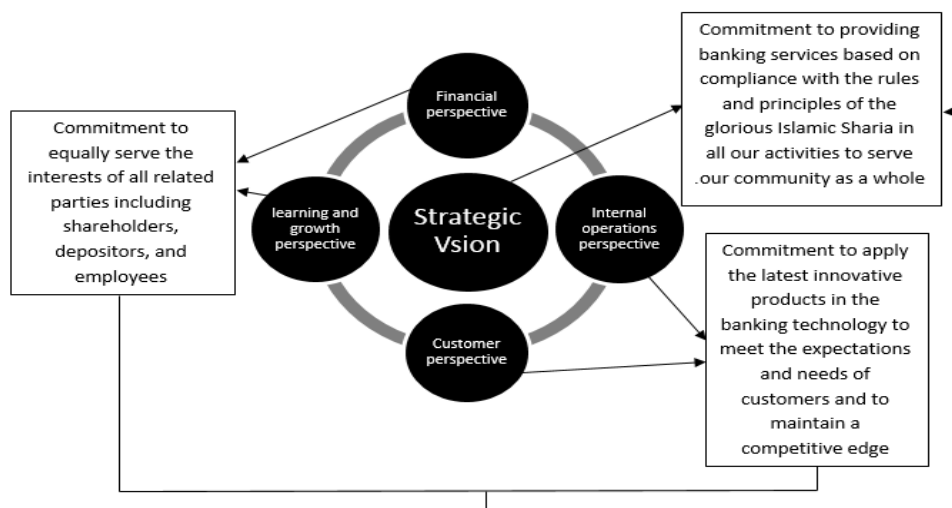 Financial
perspective
Commitment to providing
banking services based on
compliance with the rules
and principles of the
glorious Islamic Sharia in
all our activities to serve
.our community as a whole
Commitment to
equally serve the
interests of all related
parties including
shareholders,
depositors, and
employees
learning and
growth
perspective
Strategic
Vsion
Internal
operations
perspective
Commitment to apply
the latest innovative
products in the
banking technology to
meet the expectations
and needs of
customers and to
maintain a
competitive edge
Customer
perspective